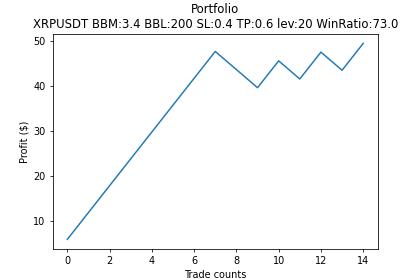 Portfolio
XRPUSDT BBM:3.4 BBL:200 SL:0.4 TP:0.6 lev:20 WinRatio:73.0
50
40
30
20
10
Profit ($)
0 2 4 6 8 10 12 14
Trade counts